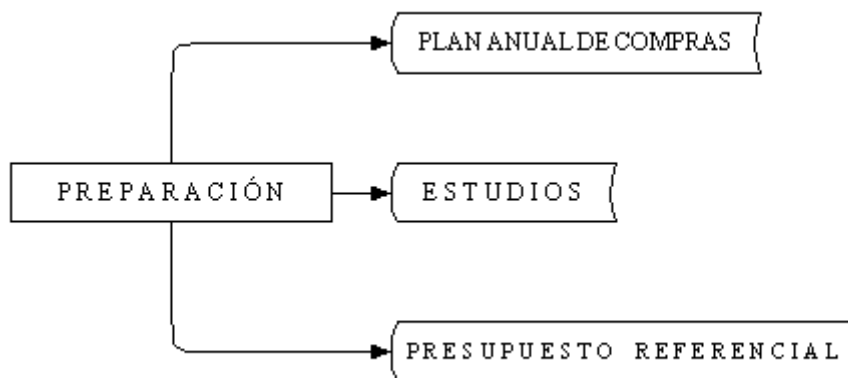 PLAN ANUAL DE COMPRAS
PREPARACIÓN
ESTUDIOS
PRESUPUESTO REFERENCIAL